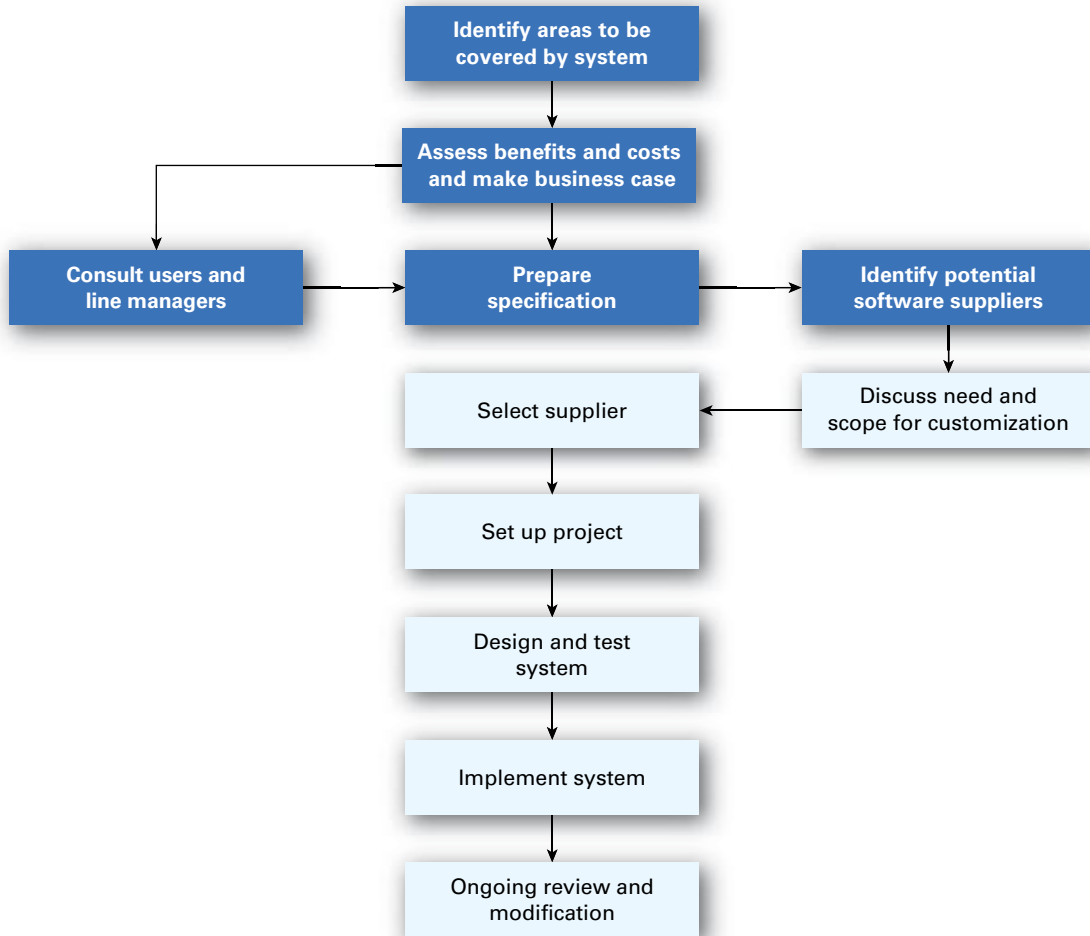 Identify areas to be
covered by system
Assess benefits and costs
and make business case
Consult users and
line managers
Prepare
specification
Identify potential
software suppliers
Discuss need and
scope for customization
Select supplier
Set up project
Design and test
system
Implement system
Ongoing review and
modification